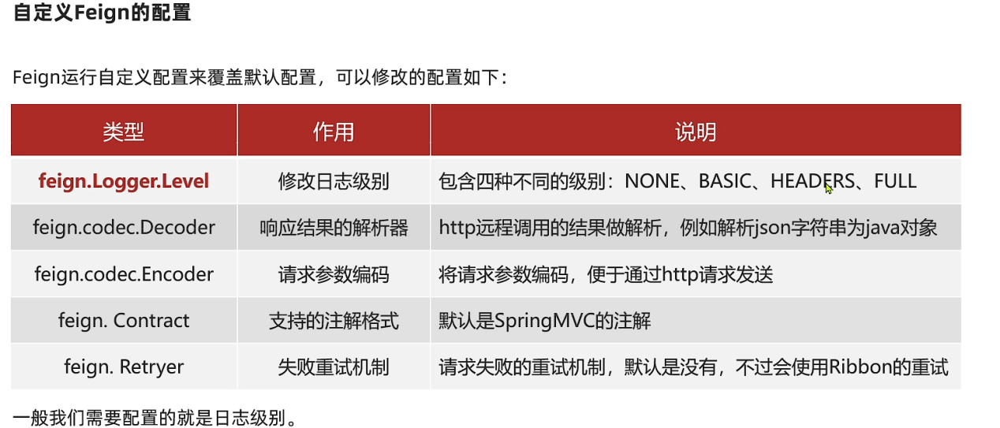 自定义Feign的配置
Feign运行自定义配置来覆盖默认配置，可以修改的配置如下：
类型 作用 说明
feign.Logger.Level 修改日志级别 包含四种不同的级别：NONE、BASIC、HEADERS、FULL
feign.codec.Decoder 响应结果的解析器 http远程调用的结果做解析，例如解析json字符串为java对象
feign.codec.Encoder 请求参数编码 将请求参数编码，便于通过http请求发送
feign. Contract 支持的注解格式 默认是SpringMVC的注解
feign. Retryer 失败重试机制 请求失败的重试机制，默认是没有，不过会使用Ribbon的重试
一般我们需要配置的就是日志级别。